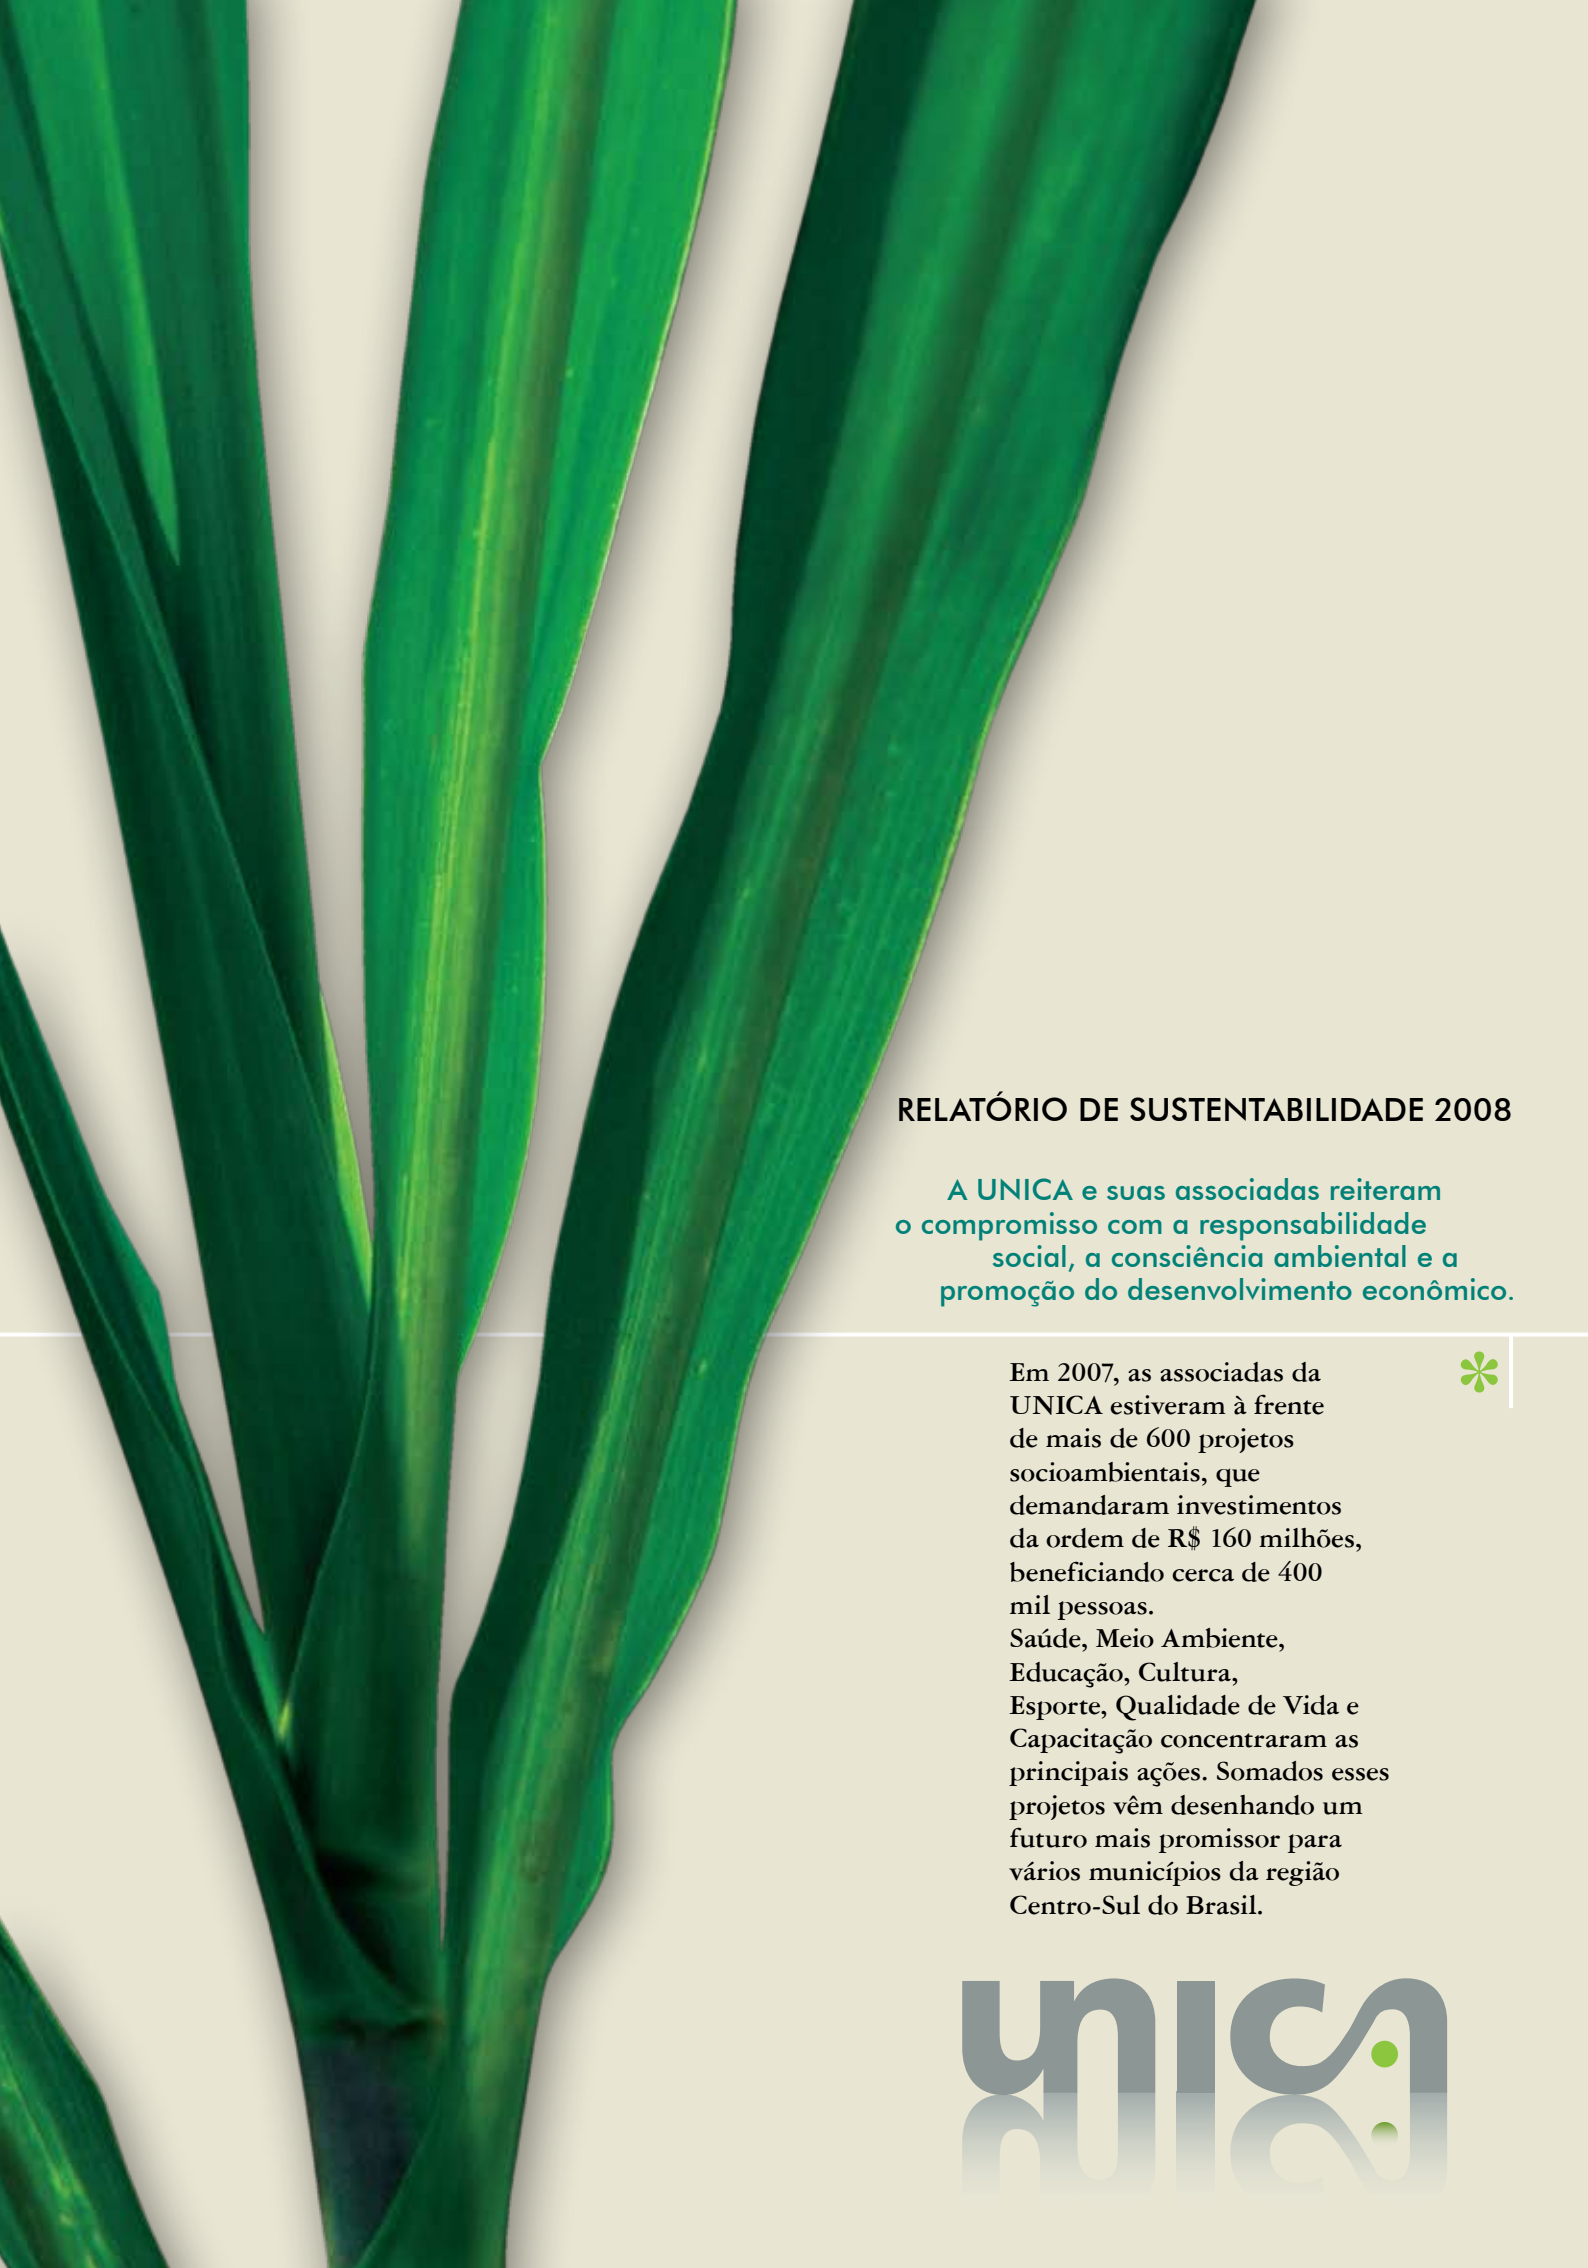 RELATÓRIO DE SUSTENTABILIDADE 2008
A UNICA e suas associadas reiteram
o compromisso com a responsabilidade
social, a consciência ambiental e a
promoção do desenvolvimento econômico.
*
Em 2007, as associadas da
UNICA estiveram à frente
de mais de 600 projetos
socioambientais, que
demandaram investimentos
da ordem de R$ 160 milhões,
beneficiando cerca de 400
mil pessoas.
Saúde, Meio Ambiente,
Educação, Cultura,
Esporte, Qualidade de Vida e
Capacitação concentraram as
principais ações. Somados esses
projetos vêm desenhando um
futuro mais promissor para
vários municípios da região
Centro-Sul do Brasil.
unica